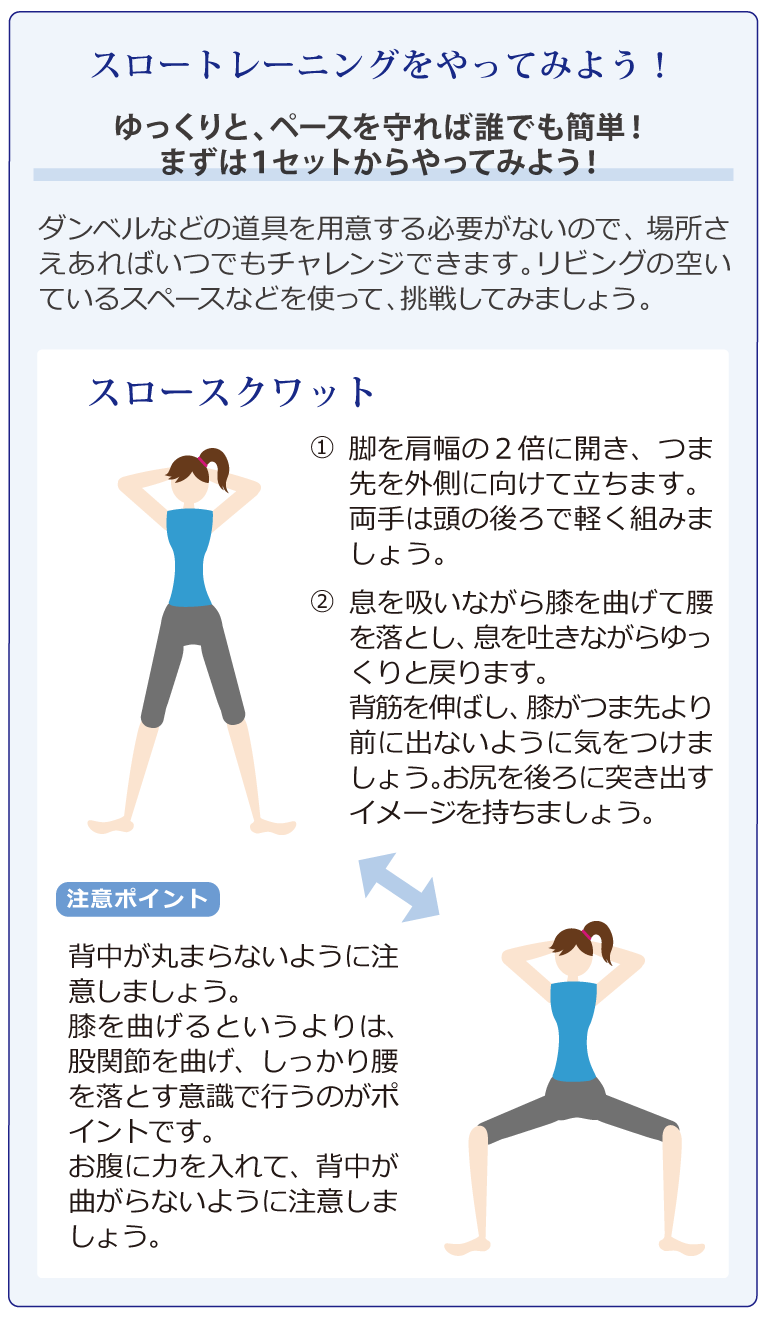 スロートレーニングをやってみよう！
ゆっくりと、ペースを守れば誰でも簡単！
まずは１セットからやってみよう！
ダンベルなどの道具を用意する必要がないので、場所さ
えあればいつでもチャレンジできます。リビングの空い
ているスペースなどを使って、挑戦してみましょう。
スロースクワット
① 脚を肩幅の２倍に開き、つま
先を外側に向けて立ちます。
両手は頭の後ろで軽く組みま
しょう。
② 息を吸いながら膝を曲げて腰
を落とし、息を吐きながらゆっ
くりと戻ります。
背筋を伸ばし、膝がつま先より
前に出ないように気をつけま
しょう。お尻を後ろに突き出す
イメージを持ちましょう。
注意ポイント
背中が丸まらないように注
意しましょう。
膝を曲げるというよりは、
股関節を曲げ、しっかり腰
を落とす意識で行うのがポ
イントです。
お腹に力を入れて、背中が
曲がらないように注意しま
しょう。